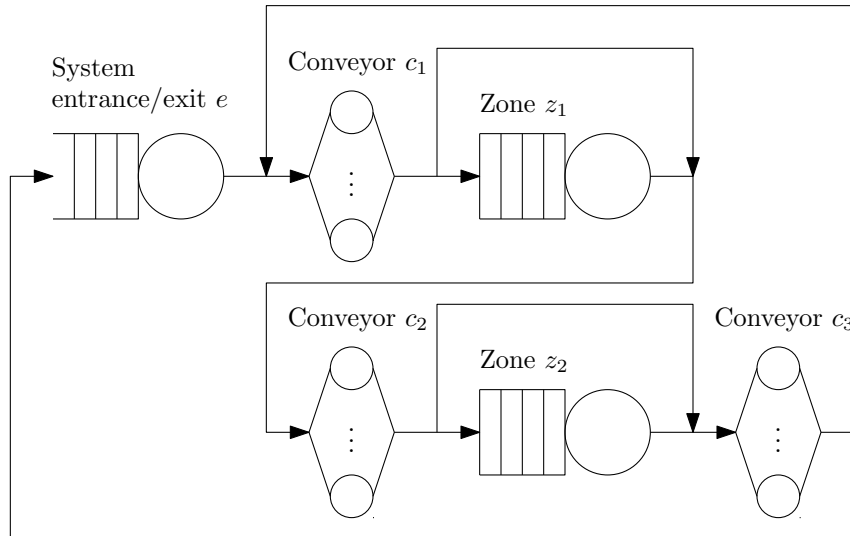 System
entrance/exit e
Conveyor c₁
Zone z₁
Conveyor c₂
Zone z₂
Conveyor c₃